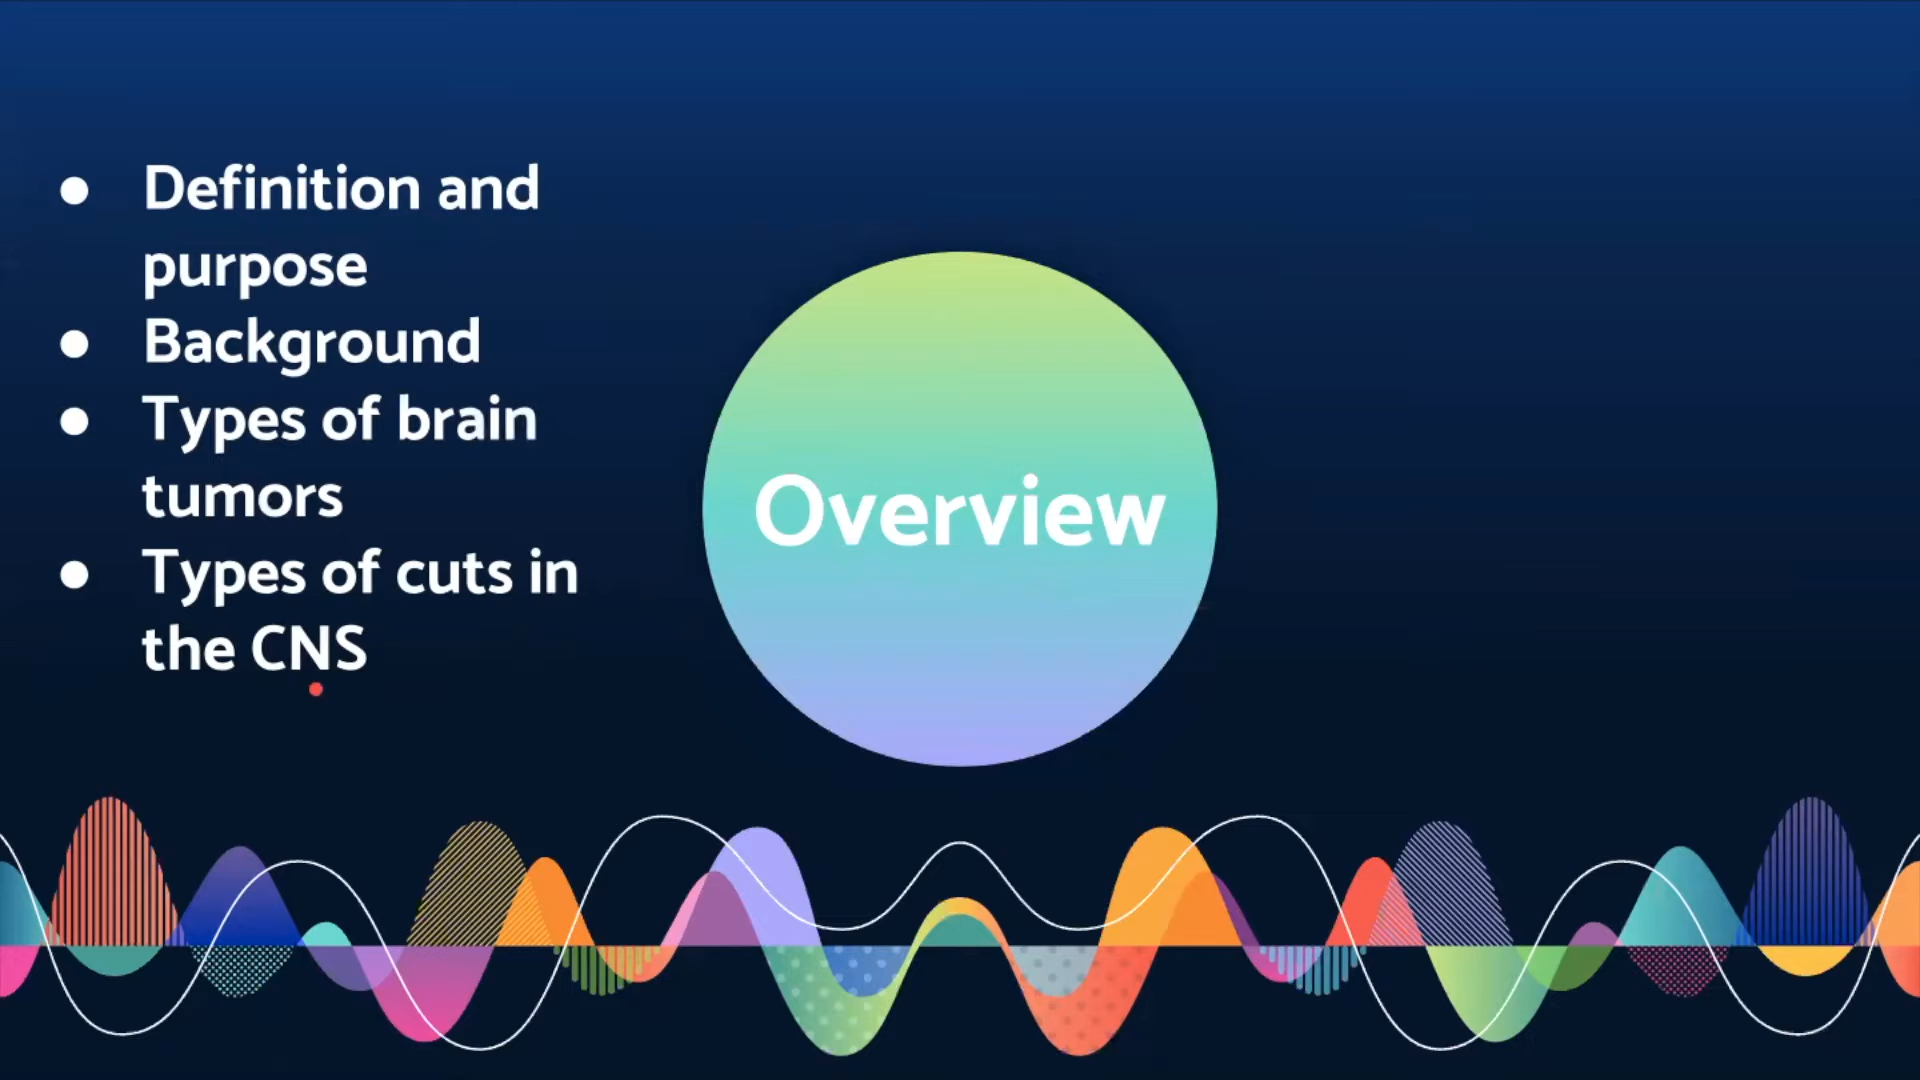 ● Definition and
purpose
● Background
● Types of brain
tumors
● Types of cuts in
the CNS
Overview